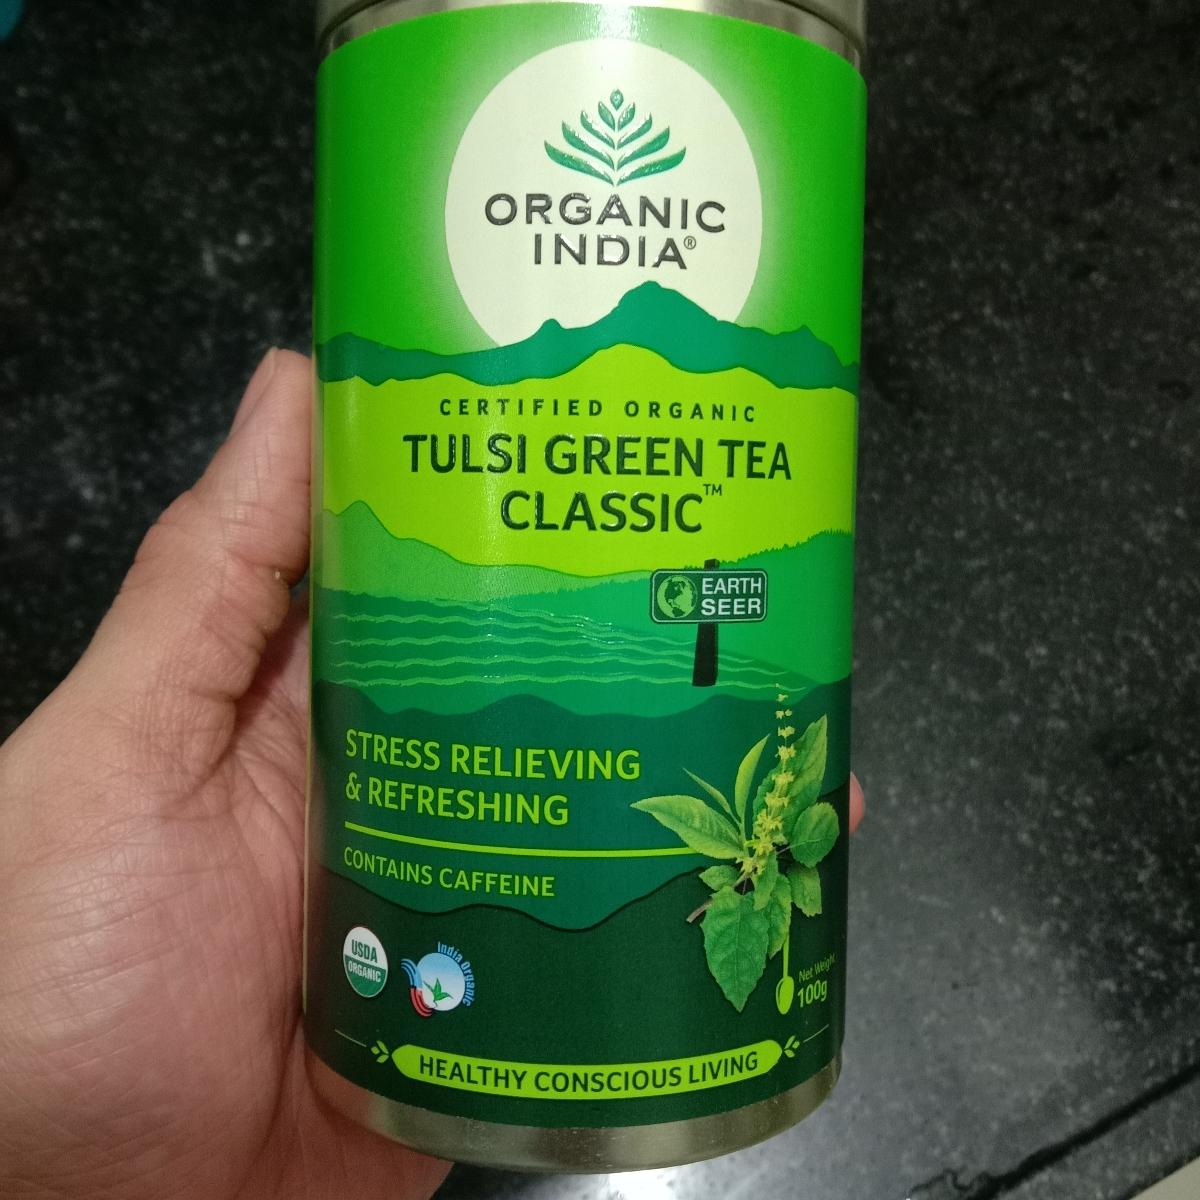 ORGANIC
INDIA®
CERTIFIED ORGANIC
TULSI GREEN TEA
CLASSIC™
EARTH
SEER
STRESS RELIEVING
& REFRESHING
CONTAINS CAFFEINE
USDA
ORGANIC
India Organic
Net Weight
100g
HEALTHY CONSCIOUS LIVING